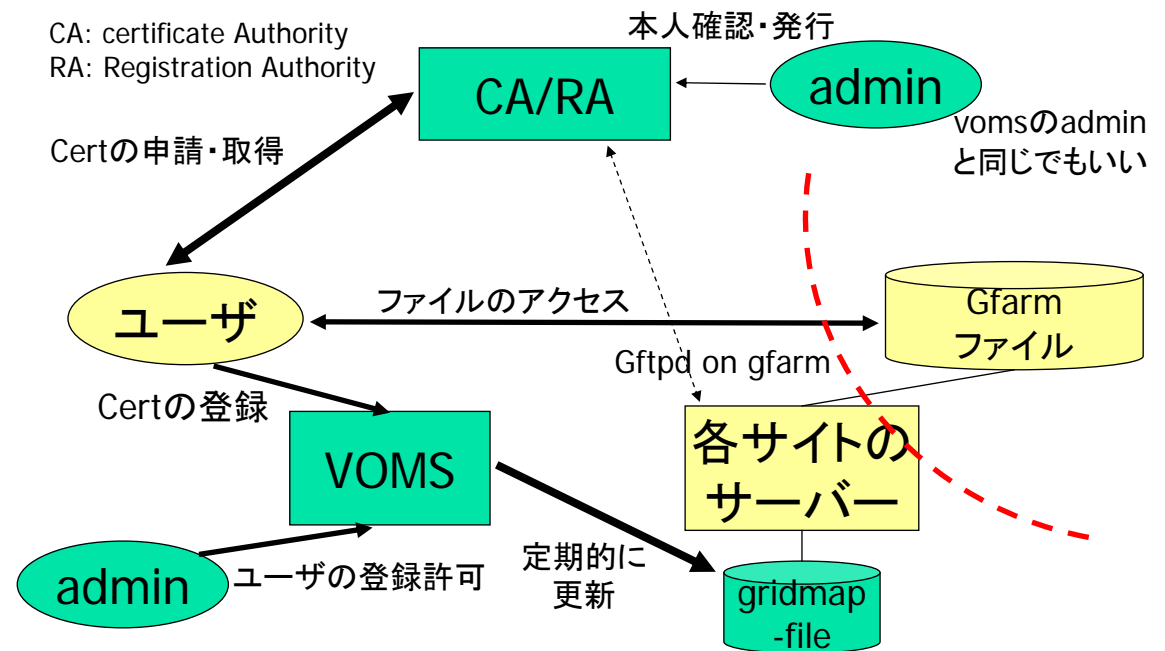 CA: certificate Authority
RA: Registration Authority
本人確認・発行
CA/RA
admin
vomsのadmin
と同じでもいい
Certの申請・取得
ユーザ
ファイルのアクセス
Gfarm
ファイル
Gftpd on gfarm
Certの登録
VOMS
各サイトの
サーバー
admin
ユーザの登録許可
定期的に
更新
gridmap
-file